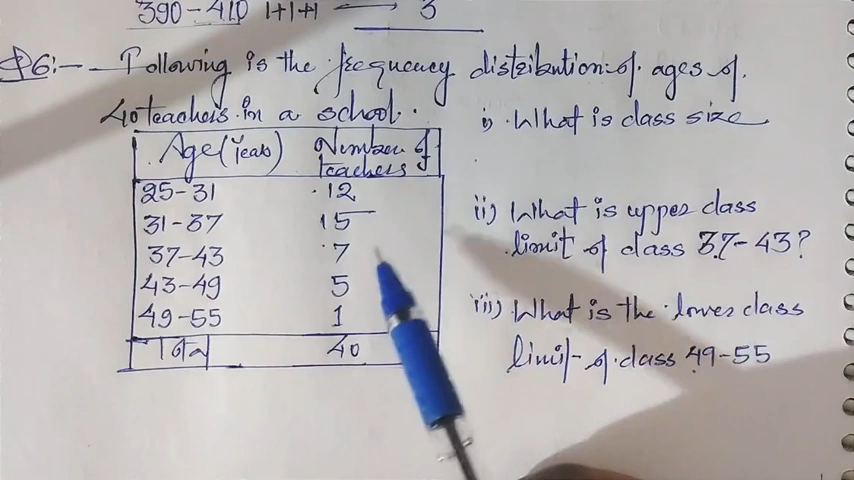 390-410 1+1+1 → 3
Q6:- Following is the frequency distribution of ages of
40 teachers in a school.
Age (Years) Number of
teachers
25-31 12
31-37 15
37-43 7
43-49 5
49-55 1
Total 40
i) What is class size
ii) What is upper class
limit of class 37-43?
iii) What is the lower class
limit of class 49-55